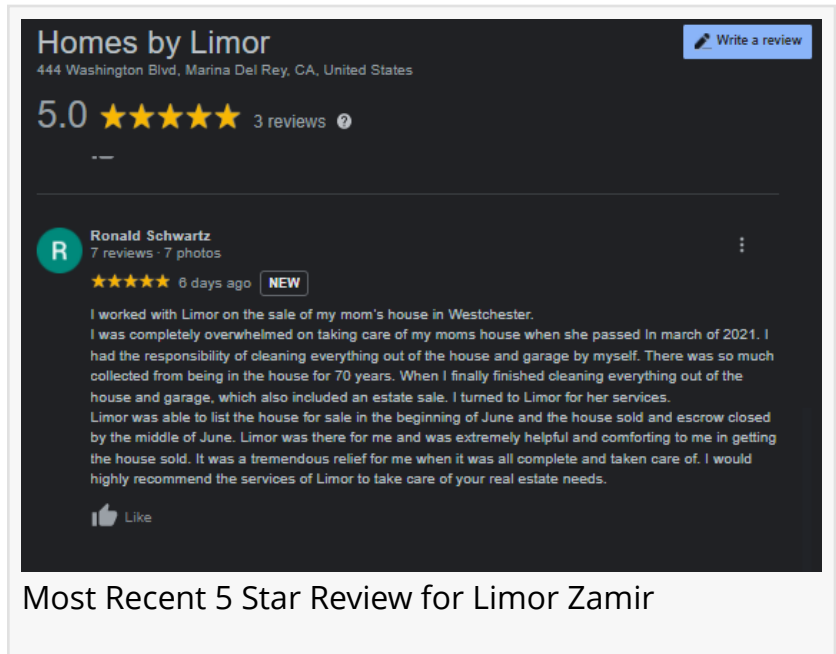 Homes by Limor
Write a review
444 Washington Blvd, Marina Del Rey, CA, United States
5.0 ★★★★★ 3 reviews ?
R
Ronald Schwartz
7 reviews · 7 photos
★★★★★ 6 days ago NEW
I worked with Limor on the sale of my mom's house in Westchester.
I was completely overwhelmed on taking care of my moms house when she passed In march of 2021. I
had the responsibility of cleaning everything out of the house and garage by myself. There was so much
collected from being in the house for 70 years. When I finally finished cleaning everything out of the
house and garage, which also included an estate sale. I turned to Limor for her services.
Limor was able to list the house for sale in the beginning of June and the house sold and escrow closed
by the middle of June. Limor was there for me and was extremely helpful and comforting to me in getting
the house sold. It was a tremendous relief for me when it was all complete and taken care of. I would
highly recommend the services of Limor to take care of your real estate needs.
Like
Most Recent 5 Star Review for Limor Zamir